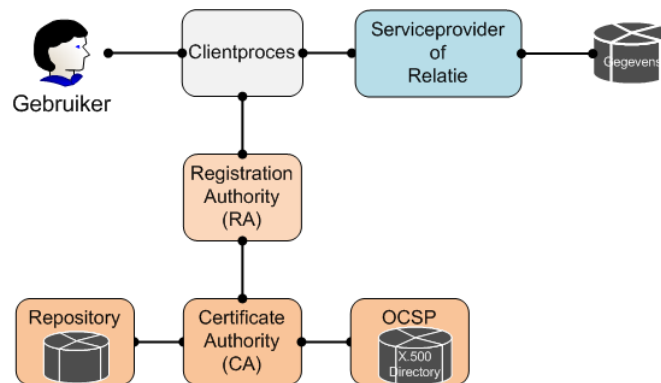 Gebruiker
Clientproces
Serviceprovider
of
Relatie
Gegevens
Registration
Authority
(RA)
Repository
Certificate
Authority
(CA)
OCSP
X.500
Directory